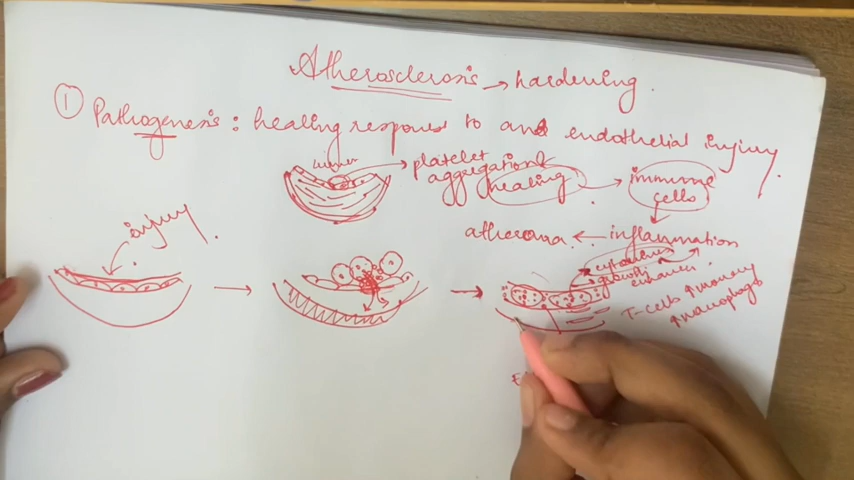 Atherosclerosis → hardening.
① Pathogenesis : healing response to and endothelial injury.
lumen → platelet aggregation
healing → immune cells
injury
atheroma ← inflammation
cytokines
growth enhancer
T-cells ↑
↑macrophages